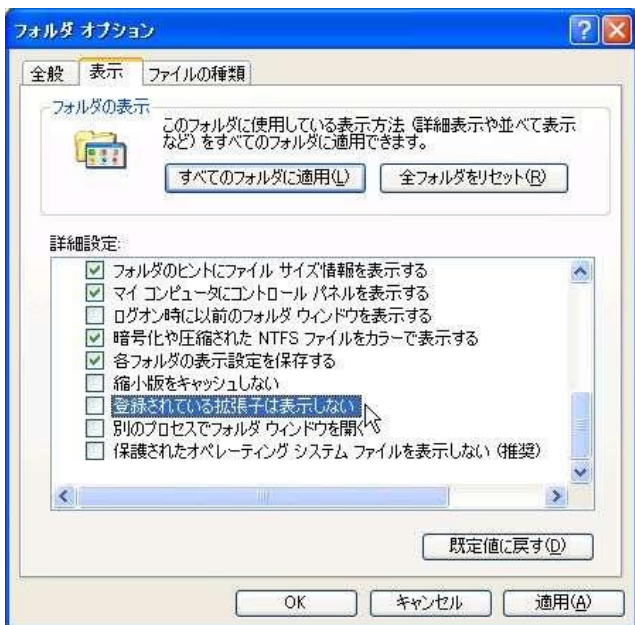 フォルダ オプション
全般 表示 ファイルの種類
フォルダの表示
このフォルダに使用している表示方法 (詳細表示や並べて表示
など) をすべてのフォルダに適用できます。
すべてのフォルダに適用(L) 全フォルダをリセット(R)
詳細設定:
フォルダのヒントにファイル サイズ情報を表示する
マイ コンピュータにコントロール パネルを表示する
ログオン時に以前のフォルダ ウィンドウを表示する
暗号化や圧縮された NTFS ファイルをカラーで表示する
各フォルダの表示設定を保存する
縮小版をキャッシュしない
登録されている拡張子は表示しない
別のプロセスでフォルダ ウィンドウを開く
保護されたオペレーティング システム ファイルを表示しない (推奨)
既定値に戻す(D)
OK キャンセル 適用(A)